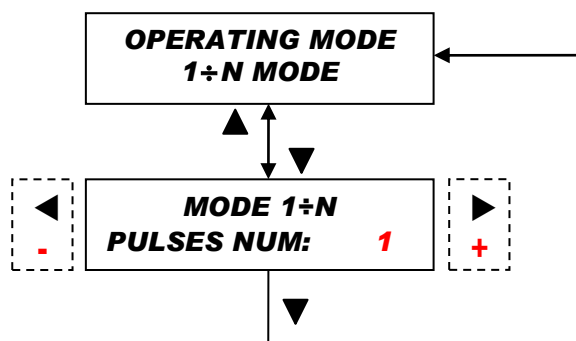 OPERATING MODE
1÷N MODE
MODE 1÷N
PULSES NUM: 1
-
+